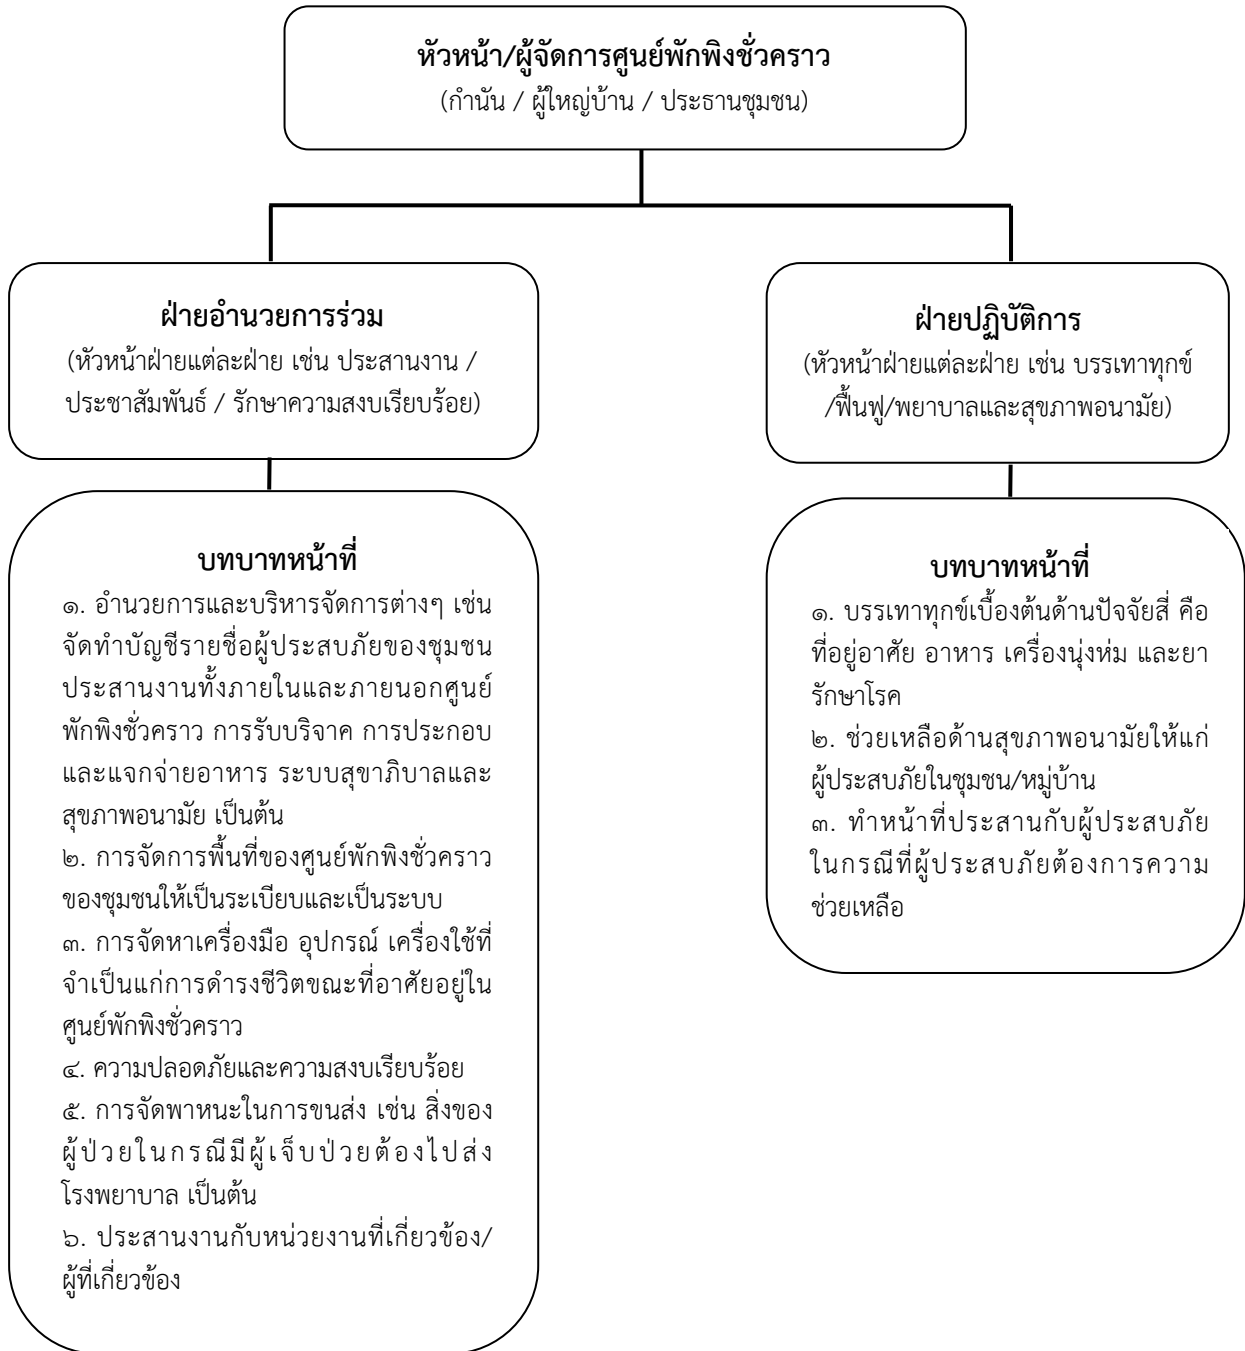 หัวหน้า/ผู้จัดการศูนย์พักพิงชั่วคราว
(กำนัน / ผู้ใหญ่บ้าน / ประธานชุมชน)
ฝ่ายอำนวยการร่วม
(หัวหน้าฝ่ายแต่ละฝ่าย เช่น ประสานงาน /
ประชาสัมพันธ์ / รักษาความสงบเรียบร้อย)
บทบาทหน้าที่
๑. อำนวยการและบริหารจัดการต่างๆ เช่น
จัดทำบัญชีรายชื่อผู้ประสบภัยของชุมชน
ประสานงานทั้งภายในและภายนอกศูนย์
พักพิงชั่วคราว การรับบริจาค การประกอบ
และแจกจ่ายอาหาร ระบบสุขาภิบาลและ
สุขภาพอนามัย เป็นต้น
๒. การจัดการพื้นที่ของศูนย์พักพิงชั่วคราว
ของชุมชนให้เป็นระเบียบและเป็นระบบ
๓. การจัดหาเครื่องมือ อุปกรณ์ เครื่องใช้ที่
จำเป็นแก่การดำรงชีวิตขณะที่อาศัยอยู่ใน
ศูนย์พักพิงชั่วคราว
๔. ความปลอดภัยและความสงบเรียบร้อย
๕. การจัดพาหนะในการขนส่ง เช่น สิ่งของ
ผู้ป่วยในกรณีมีผู้เจ็บป่วยต้องไปส่ง
โรงพยาบาล เป็นต้น
๖. ประสานงานกับหน่วยงานที่เกี่ยวข้อง/
ผู้ที่เกี่ยวข้อง
ฝ่ายปฏิบัติการ
(หัวหน้าฝ่ายแต่ละฝ่าย เช่น บรรเทาทุกข์
/ฟื้นฟู/พยาบาลและสุขภาพอนามัย)
บทบาทหน้าที่
๑. บรรเทาทุกข์เบื้องต้นด้านปัจจัยสี่ คือ
ที่อยู่อาศัย อาหาร เครื่องนุ่งห่ม และยา
รักษาโรค
๒. ช่วยเหลือด้านสุขภาพอนามัยให้แก่
ผู้ประสบภัยในชุมชน/หมู่บ้าน
๓. ทำหน้าที่ประสานกับผู้ประสบภัย
ในกรณีที่ผู้ประสบภัยต้องการความ
ช่วยเหลือ